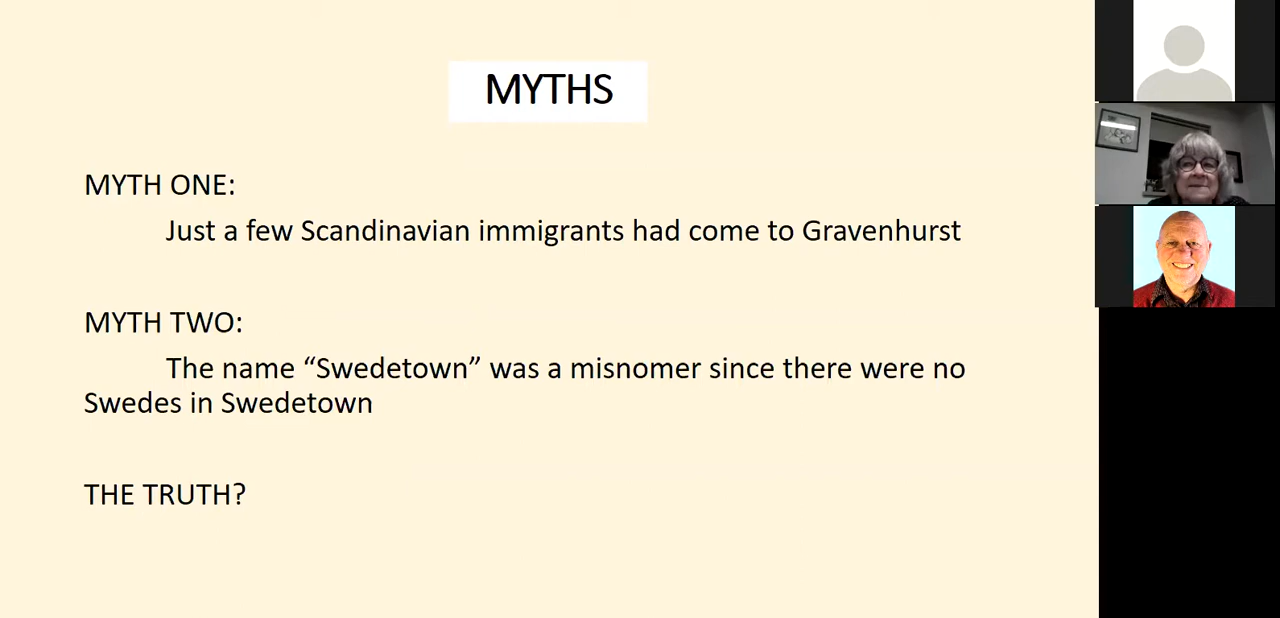 MYTHS
MYTH ONE:
Just a few Scandinavian immigrants had come to Gravenhurst
MYTH TWO:
The name “Swedetown” was a misnomer since there were no
Swedes in Swedetown
THE TRUTH?